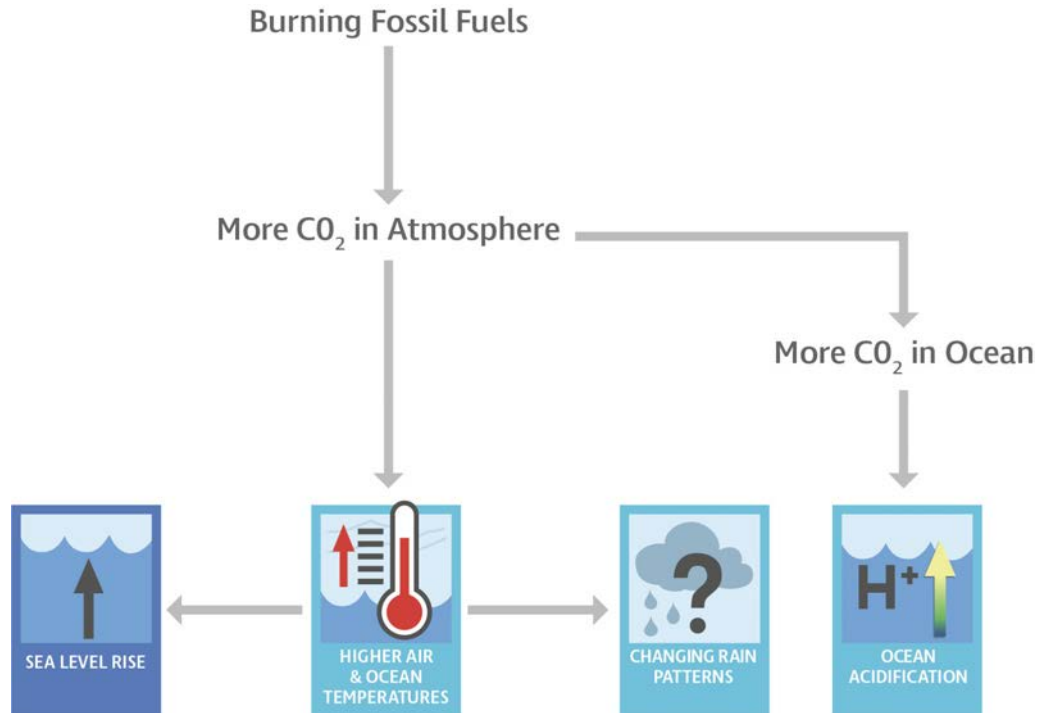 Burning Fossil Fuels
More C0₂ in Atmosphere
More C0₂ in Ocean
?
H⁺
SEA LEVEL RISE
HIGHER AIR
& OCEAN
TEMPERATURES
CHANGING RAIN
PATTERNS
OCEAN
ACIDIFICATION